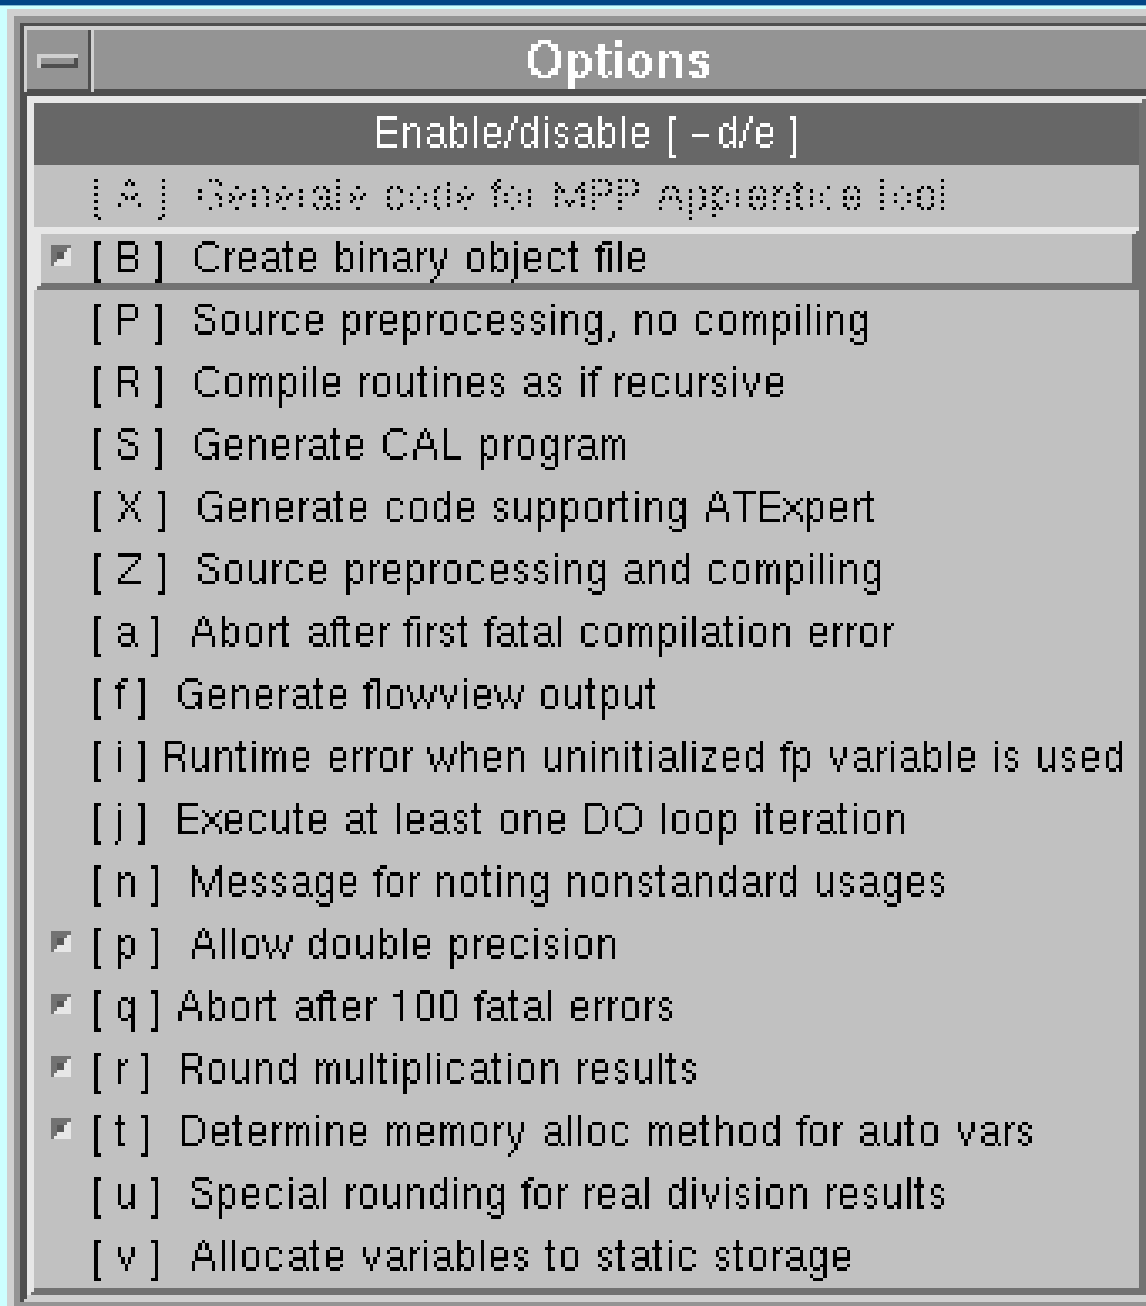 Options
Enable/disable [ -d/e ]
[ A ] Generate code for MPP Apprentice tool
[ B ] Create binary object file
[ P ] Source preprocessing, no compiling
[ R ] Compile routines as if recursive
[ S ] Generate CAL program
[ X ] Generate code supporting ATExpert
[ Z ] Source preprocessing and compiling
[ a ] Abort after first fatal compilation error
[ f ] Generate flowview output
[ i ] Runtime error when uninitialized fp variable is used
[ j ] Execute at least one DO loop iteration
[ n ] Message for noting nonstandard usages
[ p ] Allow double precision
[ q ] Abort after 100 fatal errors
[ r ] Round multiplication results
[ t ] Determine memory alloc method for auto vars
[ u ] Special rounding for real division results
[ v ] Allocate variables to static storage